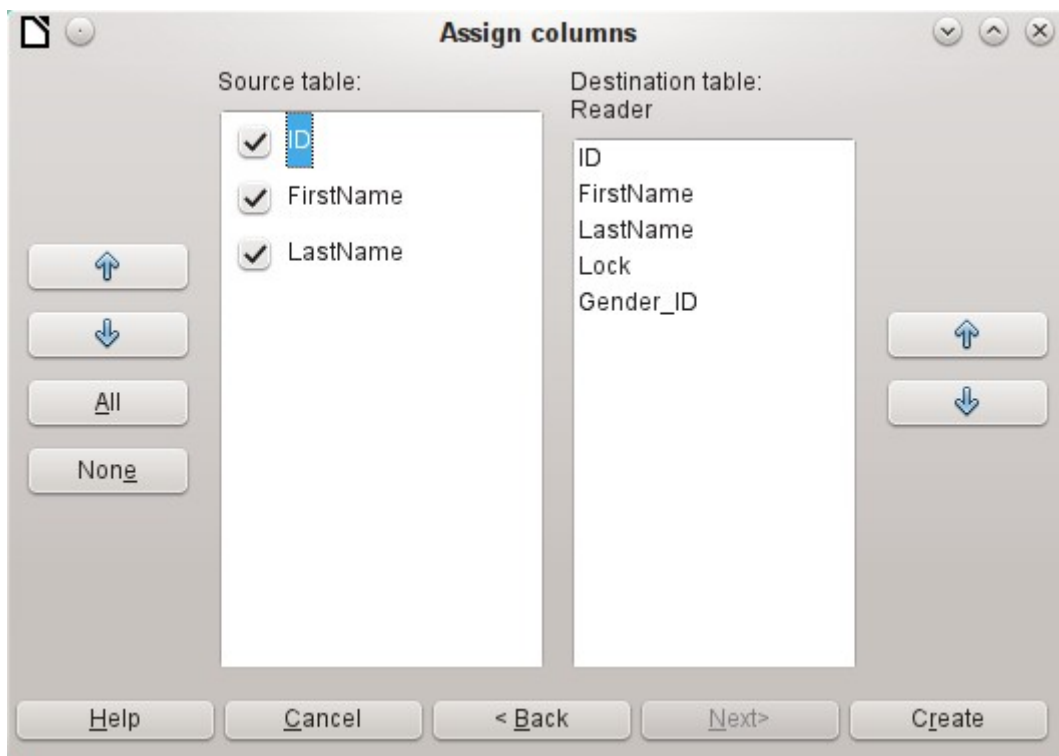 Assign columns
Source table:
ID
FirstName
LastName
Destination table:
Reader
ID
FirstName
LastName
Lock
Gender_ID
All
None
Help
Cancel
< Back
Next>
Create